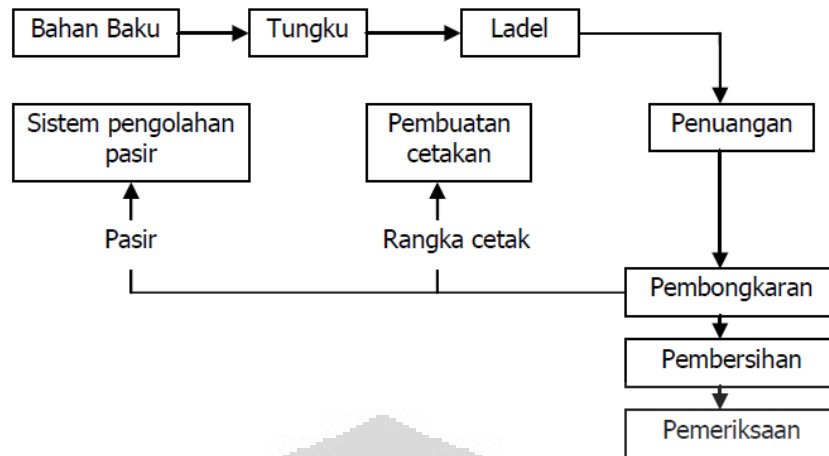 Bahan Baku
Tungku
Ladel
Sistem pengolahan
pasir
Pembuatan
cetakan
Penuangan
Pasir
Rangka cetak
Pembongkaran
Pembersihan
Pemeriksaan